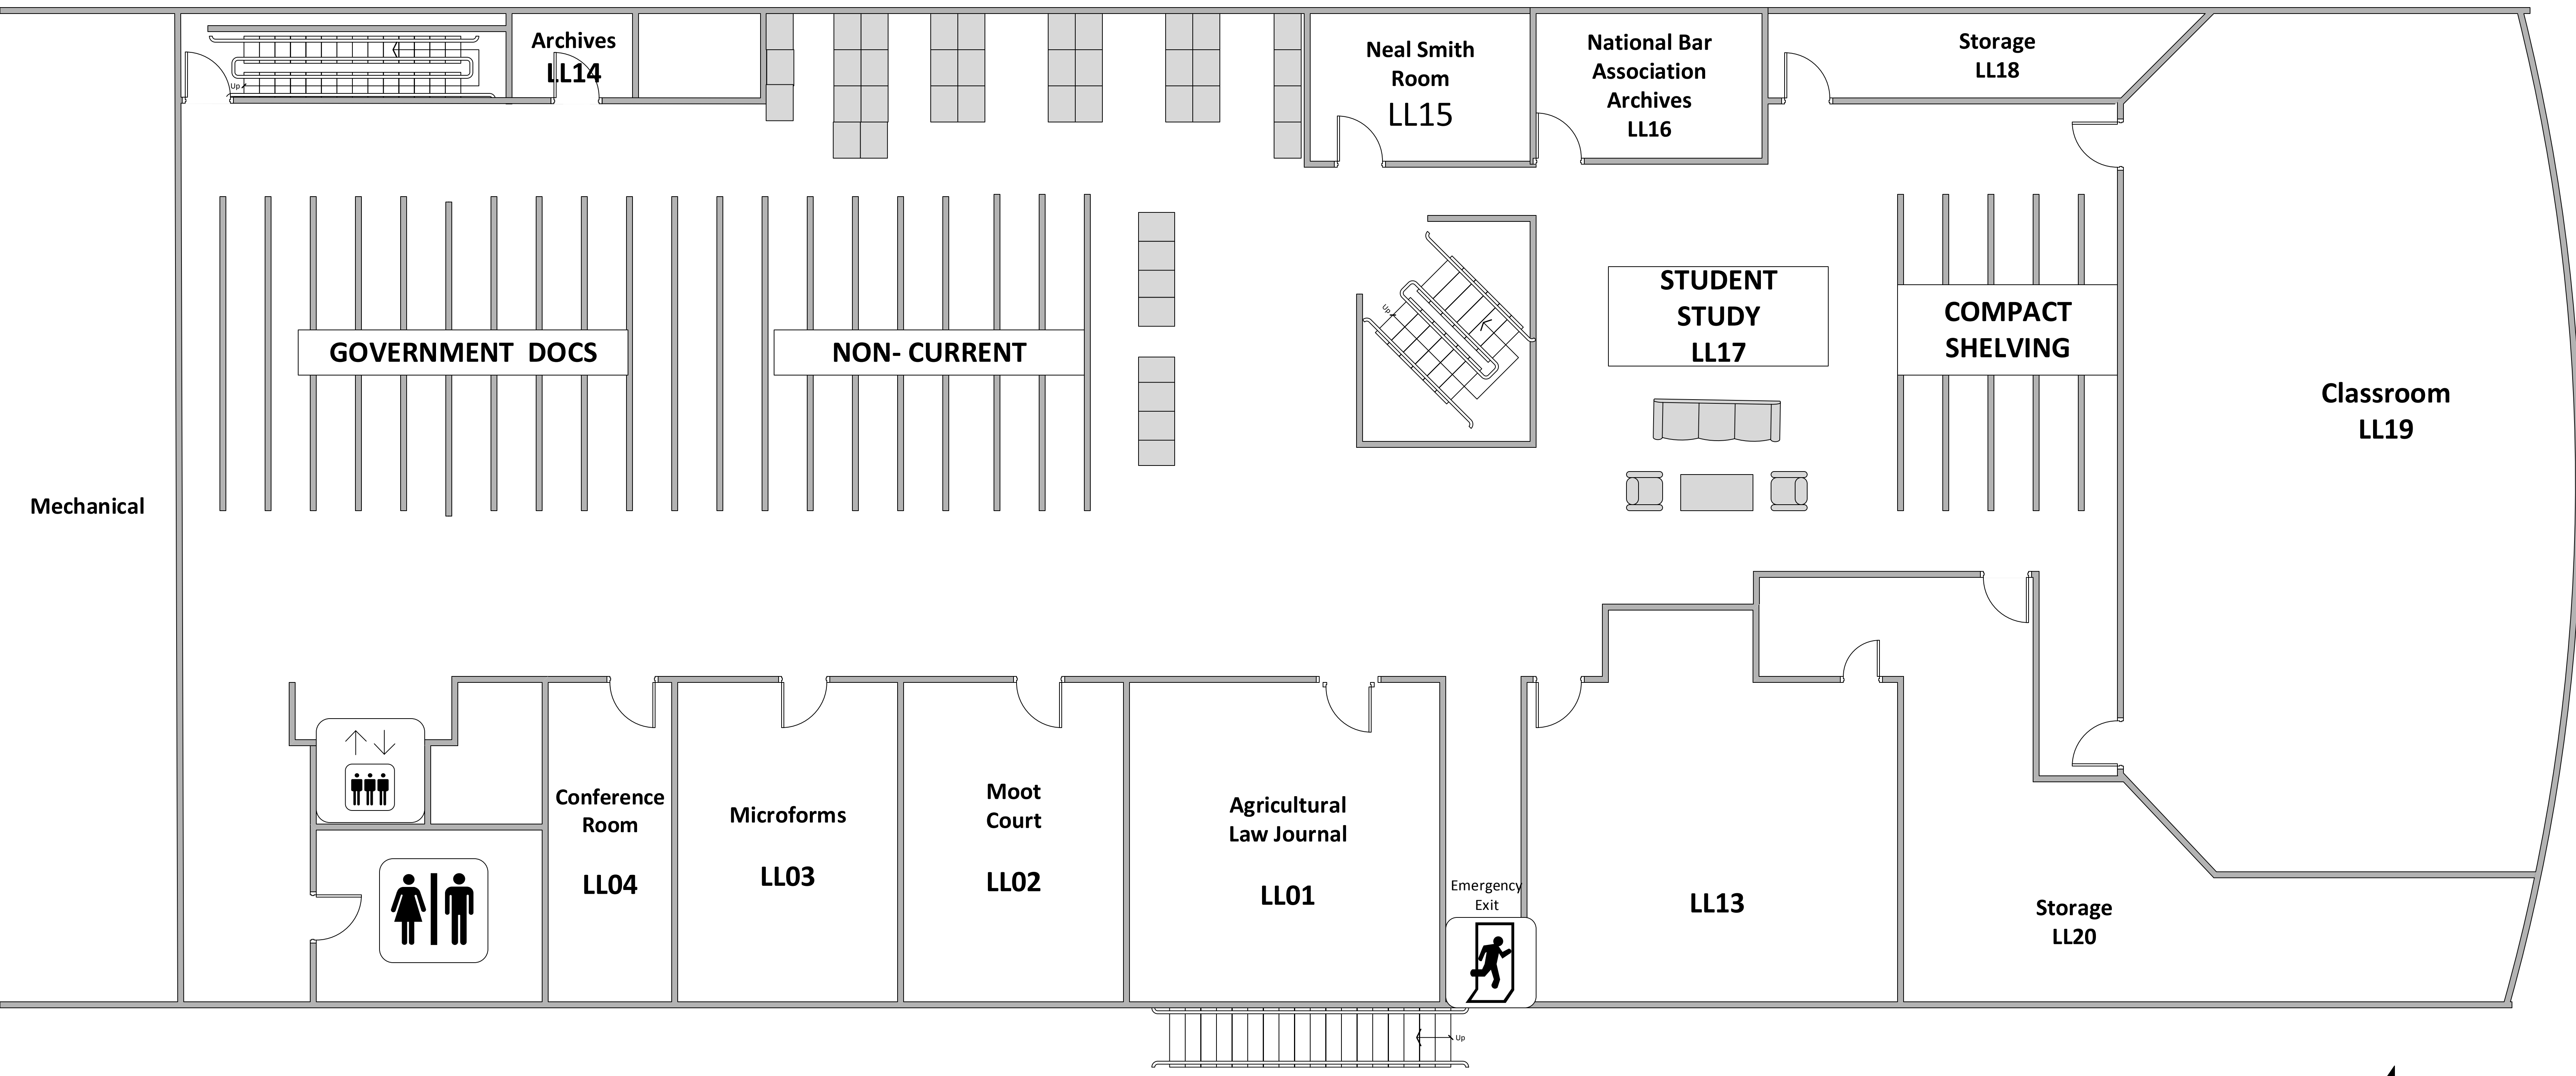 Archives
LL14
Up
Neal Smith
Room
LL15
National Bar
Association
Archives
LL16
Storage
LL18
GOVERNMENT  DOCS
NON- CURRENT
Up
STUDENT
STUDY
LL17
COMPACT
SHELVING
Classroom
LL19
Mechanical
Conference
Room
LL04
Microforms
LL03
Moot
Court
LL02
Agricultural
Law Journal
LL01
Emergency
Exit
LL13
Storage
LL20
Up